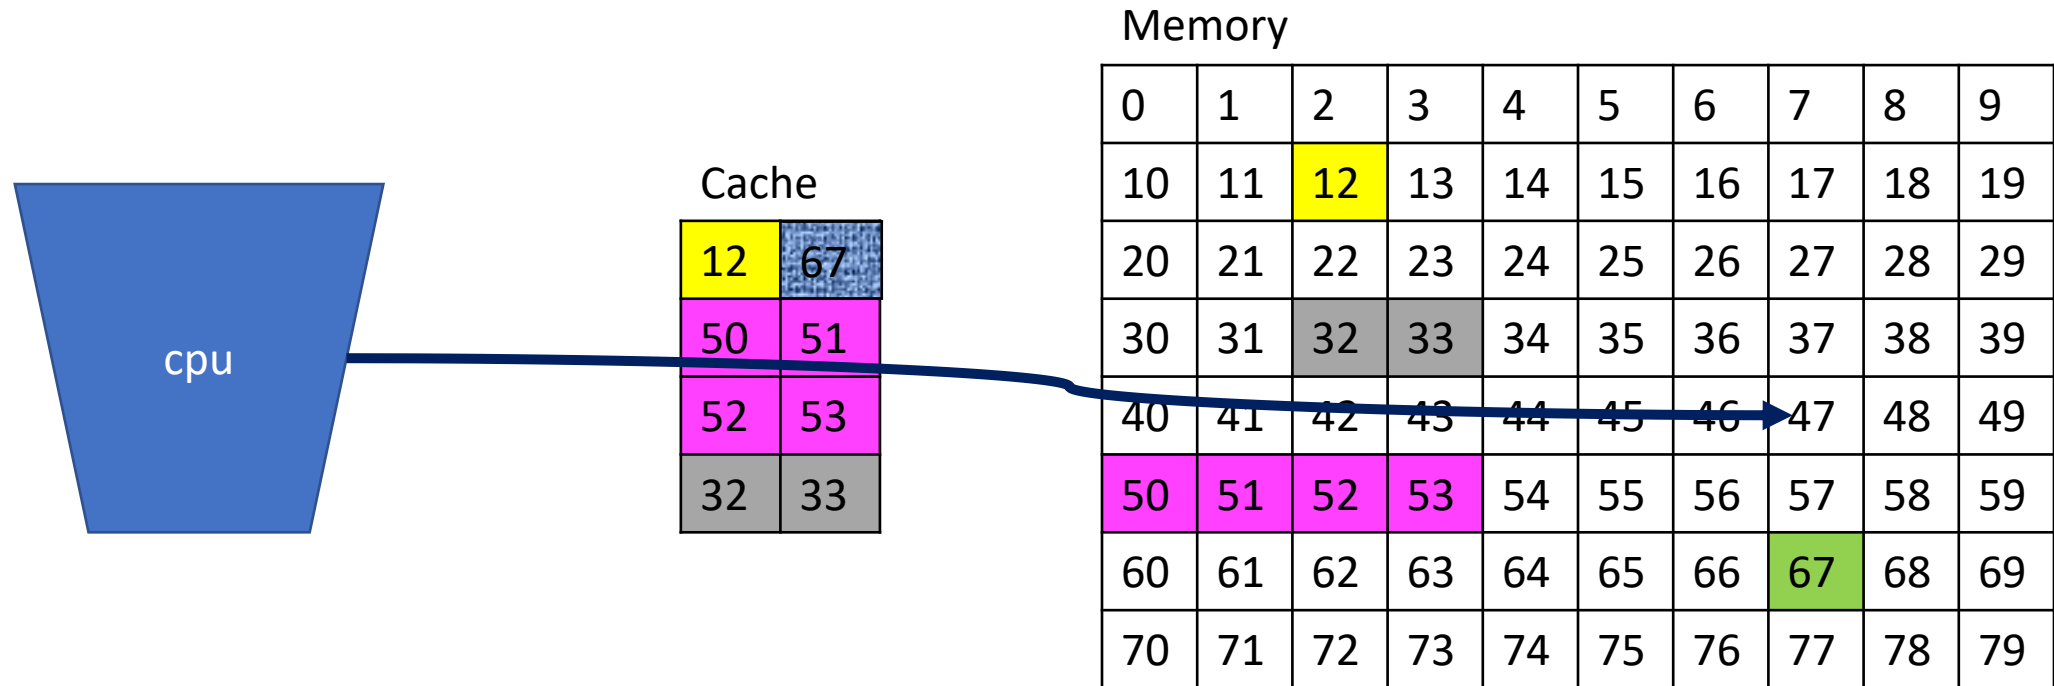 Memory
0 1 2 3 4 5 6 7 8 9
10 11 12 13 14 15 16 17 18 19
20 21 22 23 24 25 26 27 28 29
30 31 32 33 34 35 36 37 38 39
40 41 42 43 44 45 46 47 48 49
50 51 52 53 54 55 56 57 58 59
60 61 62 63 64 65 66 67 68 69
70 71 72 73 74 75 76 77 78 79
Cache
12 67
50 51
52 53
32 33
cpu